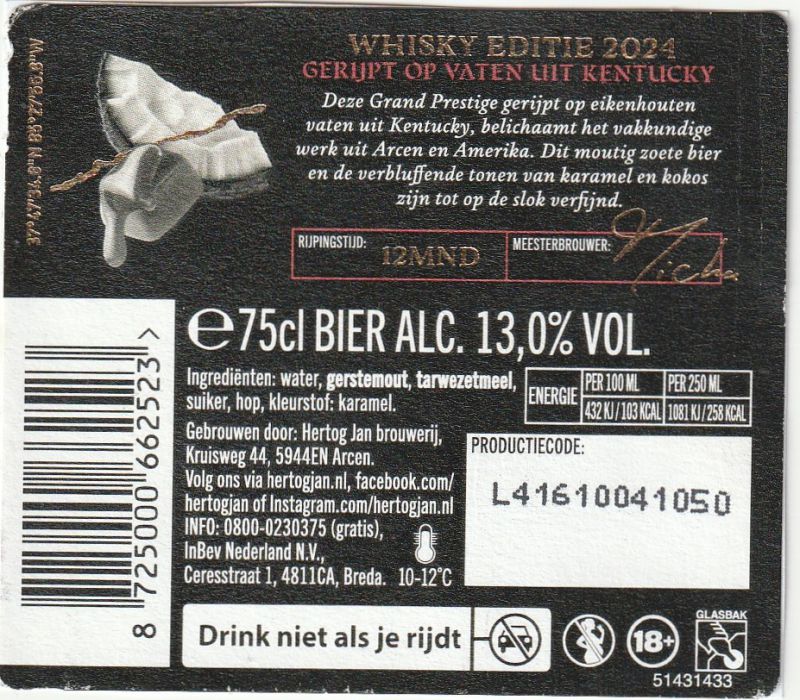 WHISKY EDITIE 2024
GERIJPT OP VATEN UIT KENTUCKY
Deze Grand Prestige gerijpt op eikenhouten
vaten uit Kentucky, belichaamt het vakkundige
werk uit Arcen en Amerika. Dit moutig zoete bier
en de verbluffende tonen van karamel en kokos
zijn tot op de slok verfijnd.
RIJPINGSTIJD: 12MND
MEESTERBROUWER:
℮75cl BIER ALC. 13,0% VOL.
Ingrediënten: water, gerstemout, tarwezetmeel,
suiker, hop, kleurstof: karamel.
ENERGIE
PER 100 ML PER 250 ML
432 KJ / 103 KCAL 1081 KJ / 258 KCAL
Gebrouwen door: Hertog Jan brouwerij,
Kruisweg 44, 5944EN Arcen.
Volg ons via hertogjan.nl, facebook.com/
hertogjan of Instagram.com/hertogjan.nl
INFO: 0800-0230375 (gratis),
InBev Nederland N.V.,
Ceresstraat 1, 4811CA, Breda. 10-12°C
PRODUCTIECODE:
L41610041050
8 725000 662523 >
Drink niet als je rijdt
18+
GLASBAK
51431433